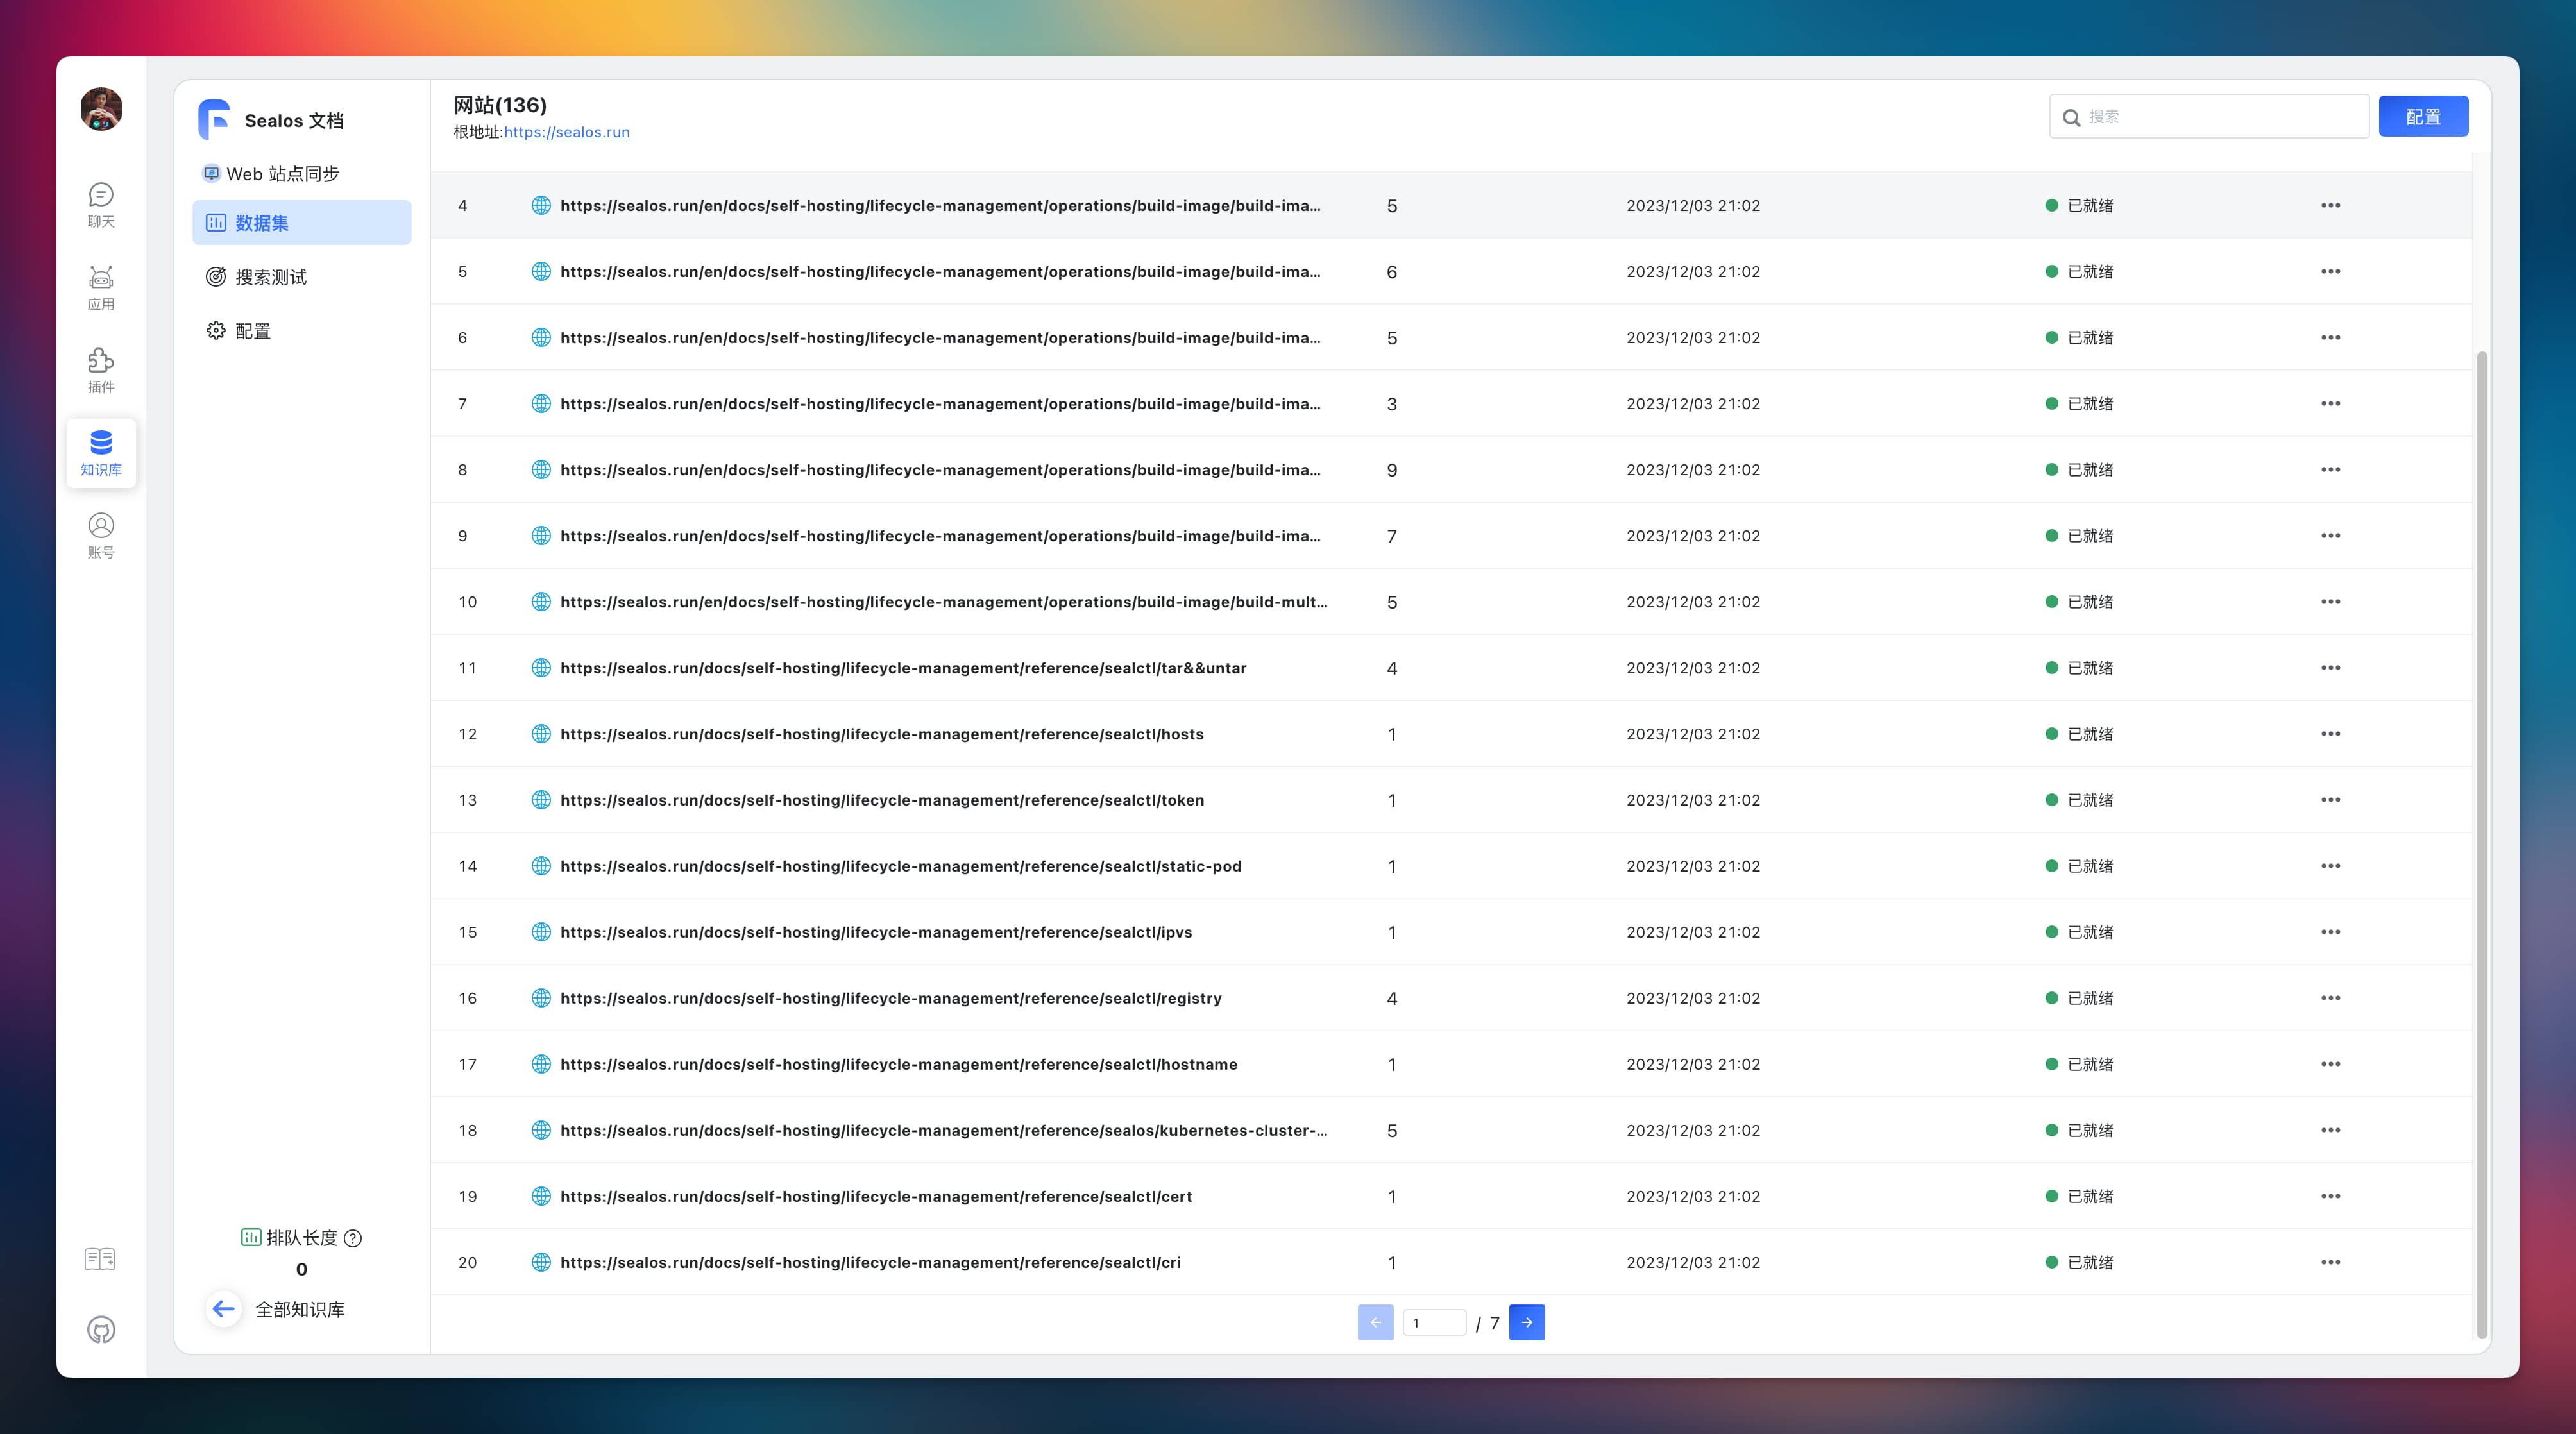 聊天
应用
插件
知识库
账号
Sealos 文档
Web 站点同步
数据集
搜索测试
配置
排队长度 ?
0
全部知识库
网站(136)
根地址:https://sealos.run
搜索
配置
4 https://sealos.run/en/docs/self-hosting/lifecycle-management/operations/build-image/build-ima... 5 2023/12/03 21:02 已就绪 •••
5 https://sealos.run/en/docs/self-hosting/lifecycle-management/operations/build-image/build-ima... 6 2023/12/03 21:02 已就绪 •••
6 https://sealos.run/en/docs/self-hosting/lifecycle-management/operations/build-image/build-ima... 5 2023/12/03 21:02 已就绪 •••
7 https://sealos.run/en/docs/self-hosting/lifecycle-management/operations/build-image/build-ima... 3 2023/12/03 21:02 已就绪 •••
8 https://sealos.run/en/docs/self-hosting/lifecycle-management/operations/build-image/build-ima... 9 2023/12/03 21:02 已就绪 •••
9 https://sealos.run/en/docs/self-hosting/lifecycle-management/operations/build-image/build-ima... 7 2023/12/03 21:02 已就绪 •••
10 https://sealos.run/en/docs/self-hosting/lifecycle-management/operations/build-image/build-mult... 5 2023/12/03 21:02 已就绪 •••
11 https://sealos.run/docs/self-hosting/lifecycle-management/reference/sealctl/tar&&untar 4 2023/12/03 21:02 已就绪 •••
12 https://sealos.run/docs/self-hosting/lifecycle-management/reference/sealctl/hosts 1 2023/12/03 21:02 已就绪 •••
13 https://sealos.run/docs/self-hosting/lifecycle-management/reference/sealctl/token 1 2023/12/03 21:02 已就绪 •••
14 https://sealos.run/docs/self-hosting/lifecycle-management/reference/sealctl/static-pod 1 2023/12/03 21:02 已就绪 •••
15 https://sealos.run/docs/self-hosting/lifecycle-management/reference/sealctl/ipvs 1 2023/12/03 21:02 已就绪 •••
16 https://sealos.run/docs/self-hosting/lifecycle-management/reference/sealctl/registry 4 2023/12/03 21:02 已就绪 •••
17 https://sealos.run/docs/self-hosting/lifecycle-management/reference/sealctl/hostname 1 2023/12/03 21:02 已就绪 •••
18 https://sealos.run/docs/self-hosting/lifecycle-management/reference/sealos/kubernetes-cluster-... 5 2023/12/03 21:02 已就绪 •••
19 https://sealos.run/docs/self-hosting/lifecycle-management/reference/sealctl/cert 1 2023/12/03 21:02 已就绪 •••
20 https://sealos.run/docs/self-hosting/lifecycle-management/reference/sealctl/cri 1 2023/12/03 21:02 已就绪 •••
1 / 7